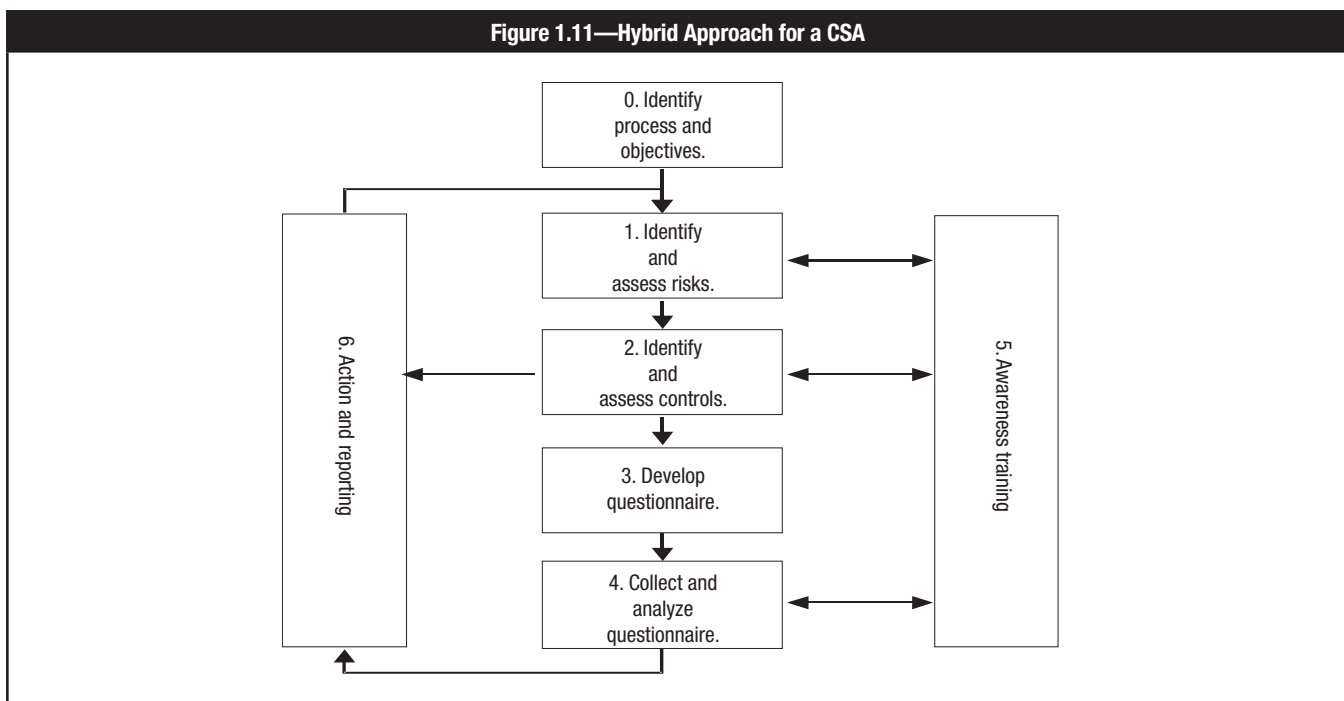 Figure 1.11—Hybrid Approach for a CSA
0. Identify
process and
objectives.
1. Identify
and
assess risks.
2. Identify
and
assess controls.
3. Develop
questionnaire.
4. Collect and
analyze
questionnaire.
6. Action and reporting
5. Awareness training